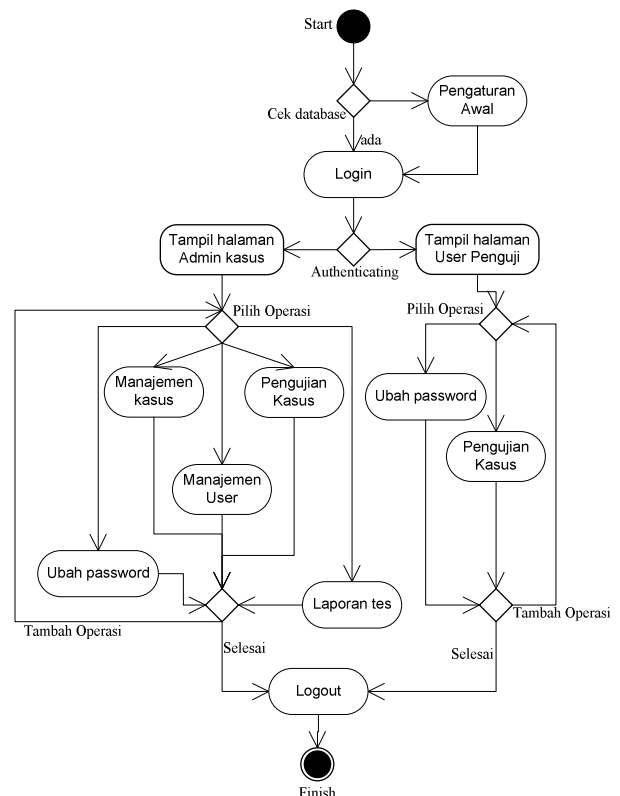 Start
Pengaturan
Awal
Cek database
ada
Login
Tampil halaman
Admin kasus
Authenticating
Tampil halaman
User Penguji
Pilih Operasi
Pilih Operasi
Manajemen
kasus
Pengujian
Kasus
Ubah password
Manajemen
User
Pengujian
Kasus
Ubah password
Laporan tes
Tambah Operasi
Tambah Operasi
Selesai
Selesai
Logout
Finish